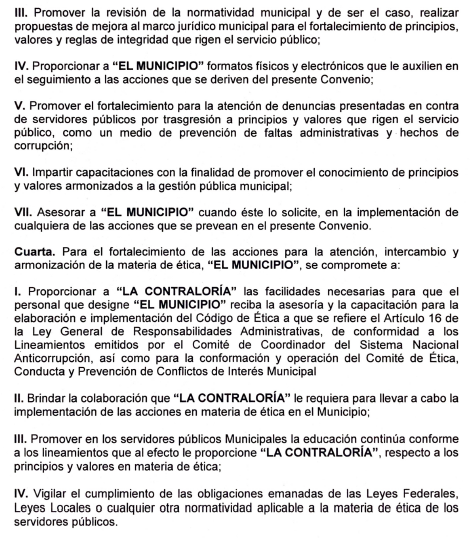 III. Promover la revisión de la normatividad municipal y de ser el caso, realizar
propuestas de mejora al marco jurídico municipal para el fortalecimiento de principios,
valores y reglas de integridad que rigen el servicio público;
IV. Proporcionar a "EL MUNICIPIO" formatos físicos y electrónicos que le auxilien en
el seguimiento a las acciones que se deriven del presente Convenio;
V. Promover el fortalecimiento para la atención de denuncias presentadas en contra
de servidores públicos por trasgresión a principios y valores que rigen el servicio
público, como un medio de prevención de faltas administrativas y hechos de
corrupción;
VI. Impartir capacitaciones con la finalidad de promover el conocimiento de principios
y valores armonizados a la gestión pública municipal;
VII. Asesorar a "EL MUNICIPIO" cuando éste lo solicite, en la implementación de
cualquiera de las acciones que se prevean en el presente Convenio.
Cuarta. Para el fortalecimiento de las acciones para la atención, intercambio y
armonización de la materia de ética, "EL MUNICIPIO", se compromete a:
I. Proporcionar a "LA CONTRALORÍA" las facilidades necesarias para que el
personal que designe "EL MUNICIPIO" reciba la asesoría y la capacitación para la
elaboración e implementación del Código de Ética a que se refiere el Artículo 16 de
la Ley General de Responsabilidades Administrativas, de conformidad a los
Lineamientos emitidos por el Comité de Coordinador del Sistema Nacional
Anticorrupción, así como para la conformación y operación del Comité de Ética,
Conducta y Prevención de Conflictos de Interés Municipal
II. Brindar la colaboración que "LA CONTRALORÍA" le requiera para llevar a cabo la
implementación de las acciones en materia de ética en el Municipio;
III. Promover en los servidores públicos Municipales la educación continúa conforme
a los lineamientos que al efecto le proporcione "LA CONTRALORÍA", respecto a los
principios y valores en materia de ética;
IV. Vigilar el cumplimiento de las obligaciones emanadas de las Leyes Federales,
Leyes Locales o cualquier otra normatividad aplicable a la materia de ética de los
servidores públicos.